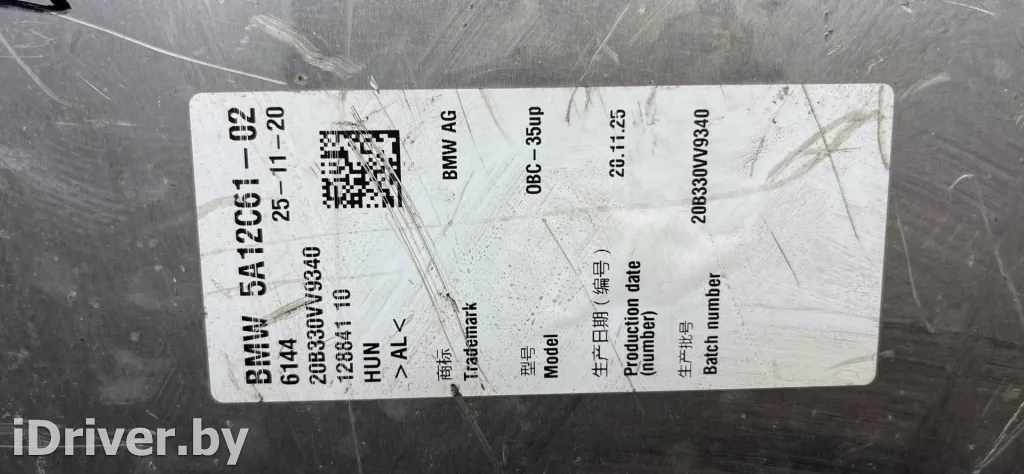 BMW 5A12C61-02
6144 25-11-20
20B330VV9340
128841 10
HUN
>AL<
商标 BMW AG
Trademark
型号 OBC-35up
Model
生产日期(编号) 20.11.25
Production date
(number)
生产批号 20B330VV9340
Batch number
iDriver.by